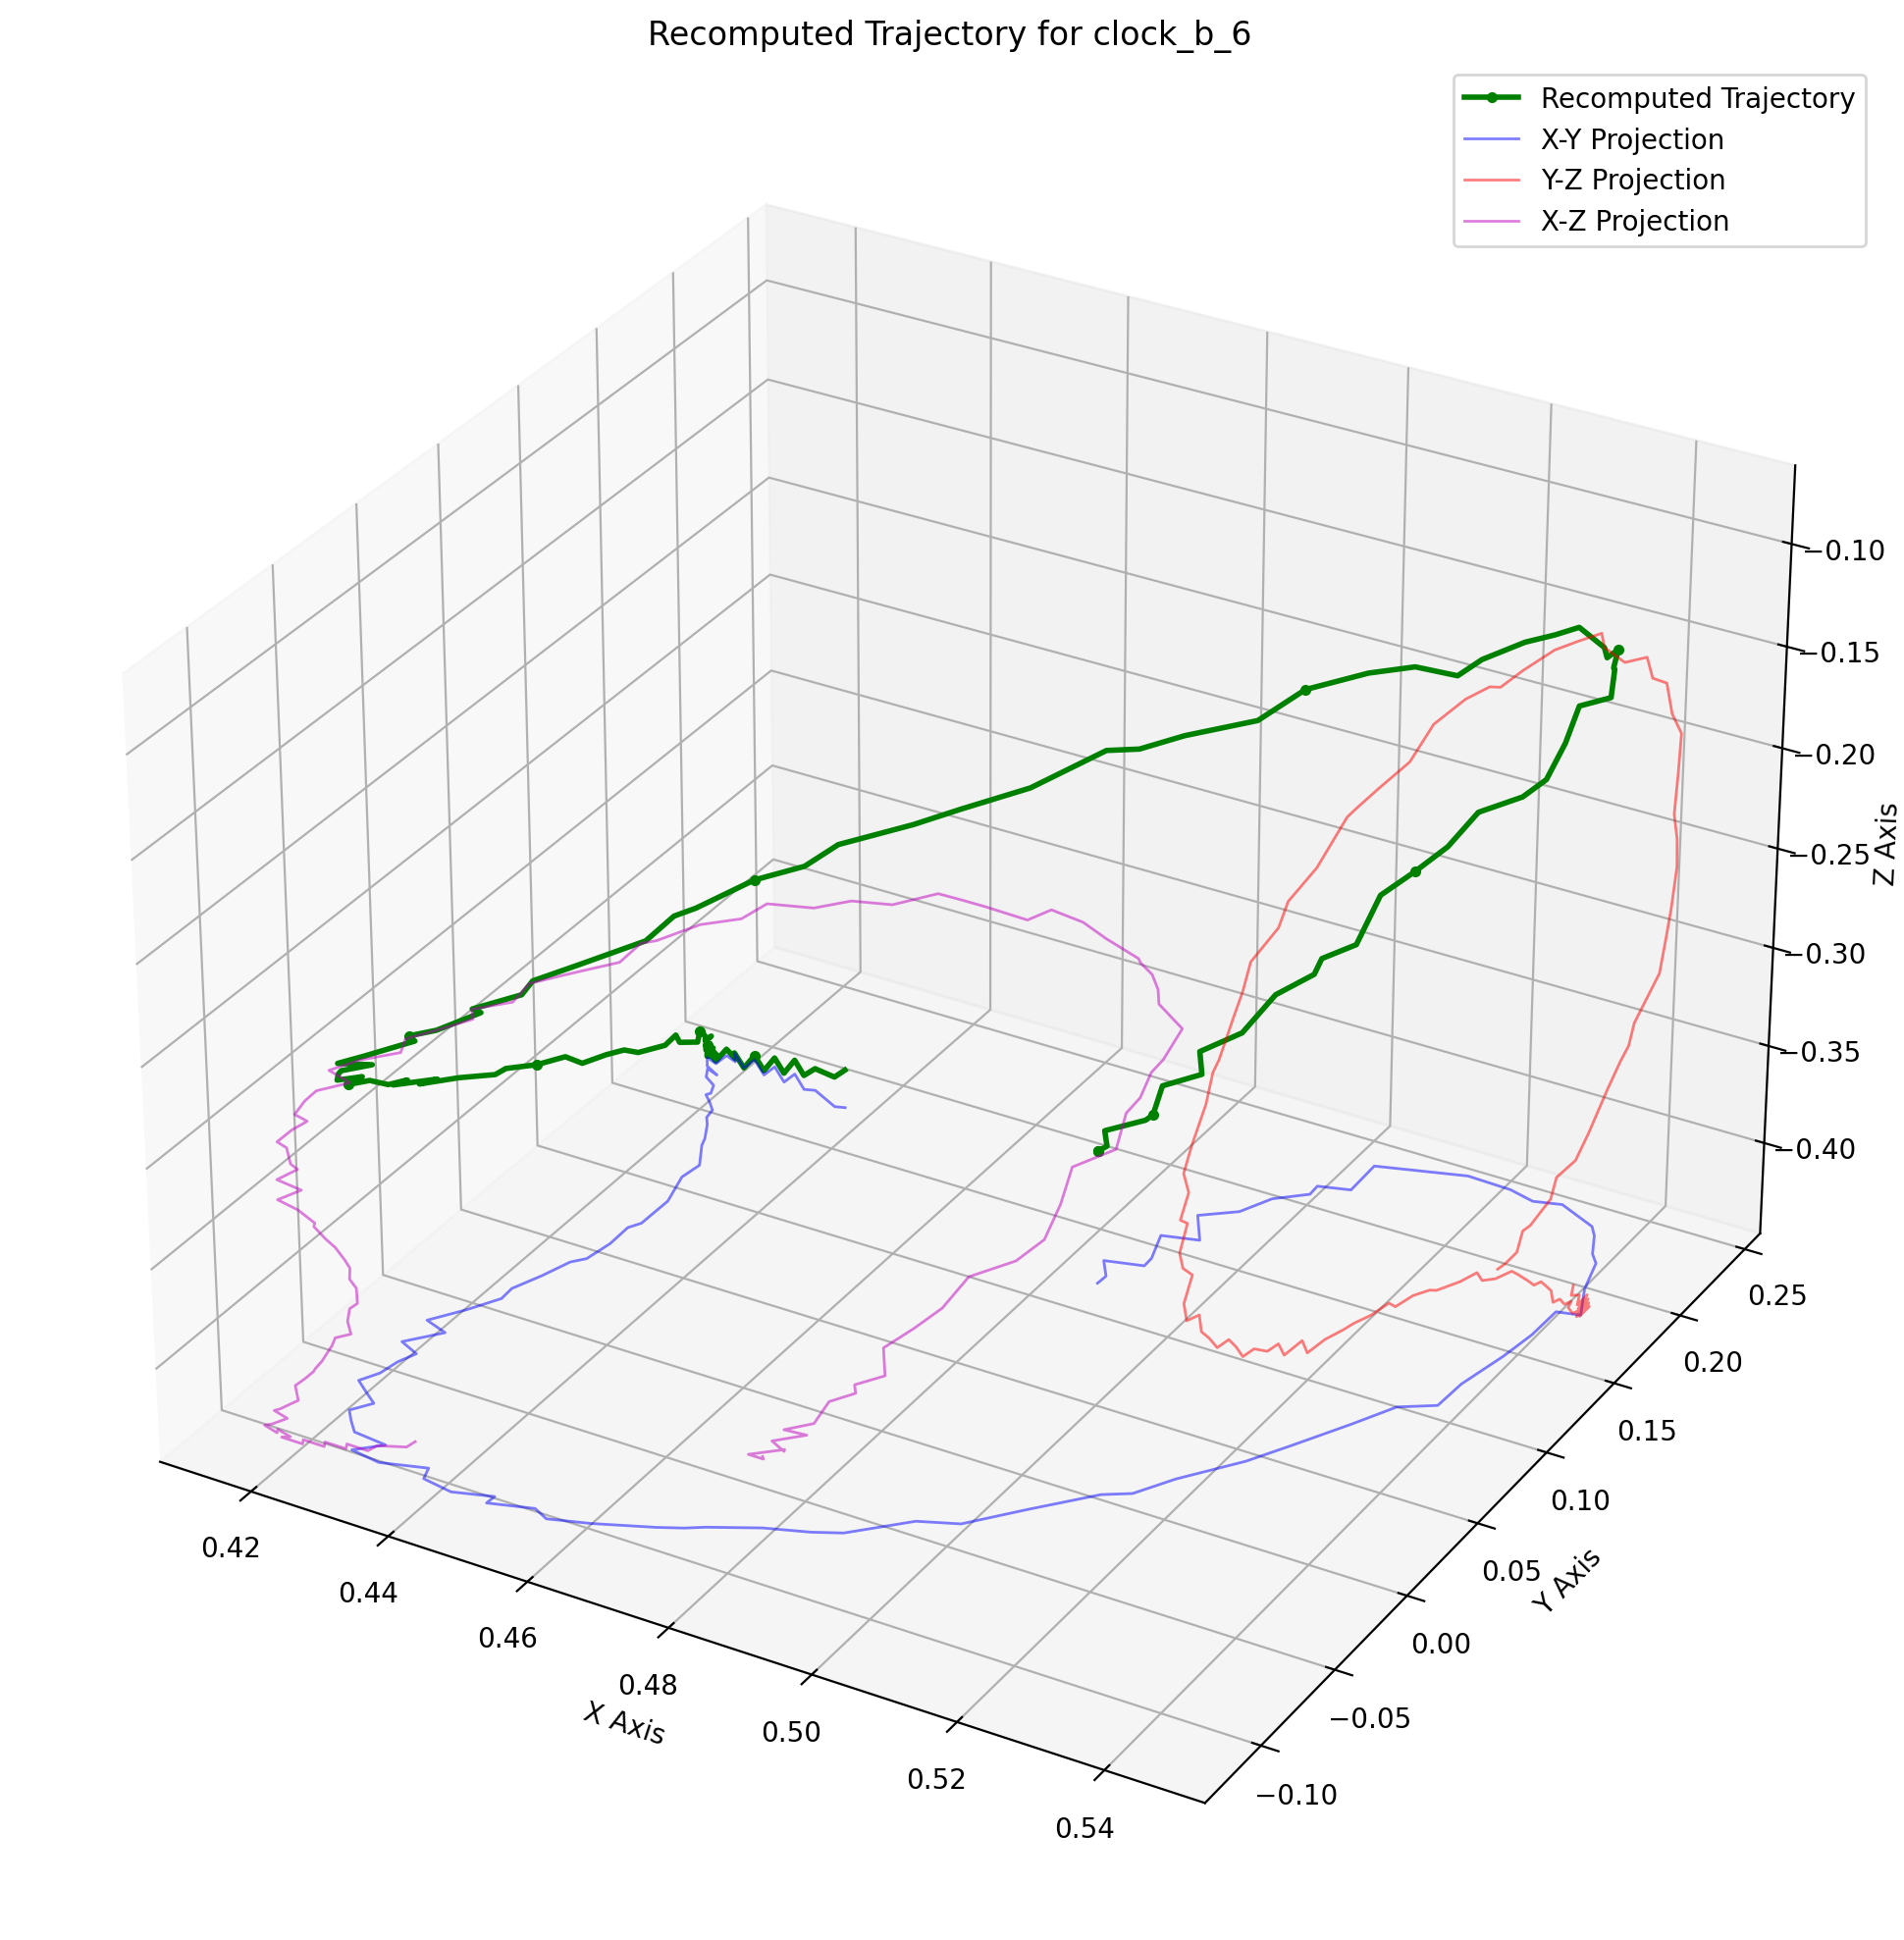 Recomputed Trajectory for clock_b_6
Recomputed Trajectory
X-Y Projection
Y-Z Projection
X-Z Projection
−0.10
−0.15
−0.20
−0.25
−0.30
−0.35
−0.40
Z Axis
0.25
0.20
0.15
0.10
0.05
0.00
−0.05
−0.10
Y Axis
0.42
0.44
0.46
0.48
0.50
0.52
0.54
X Axis